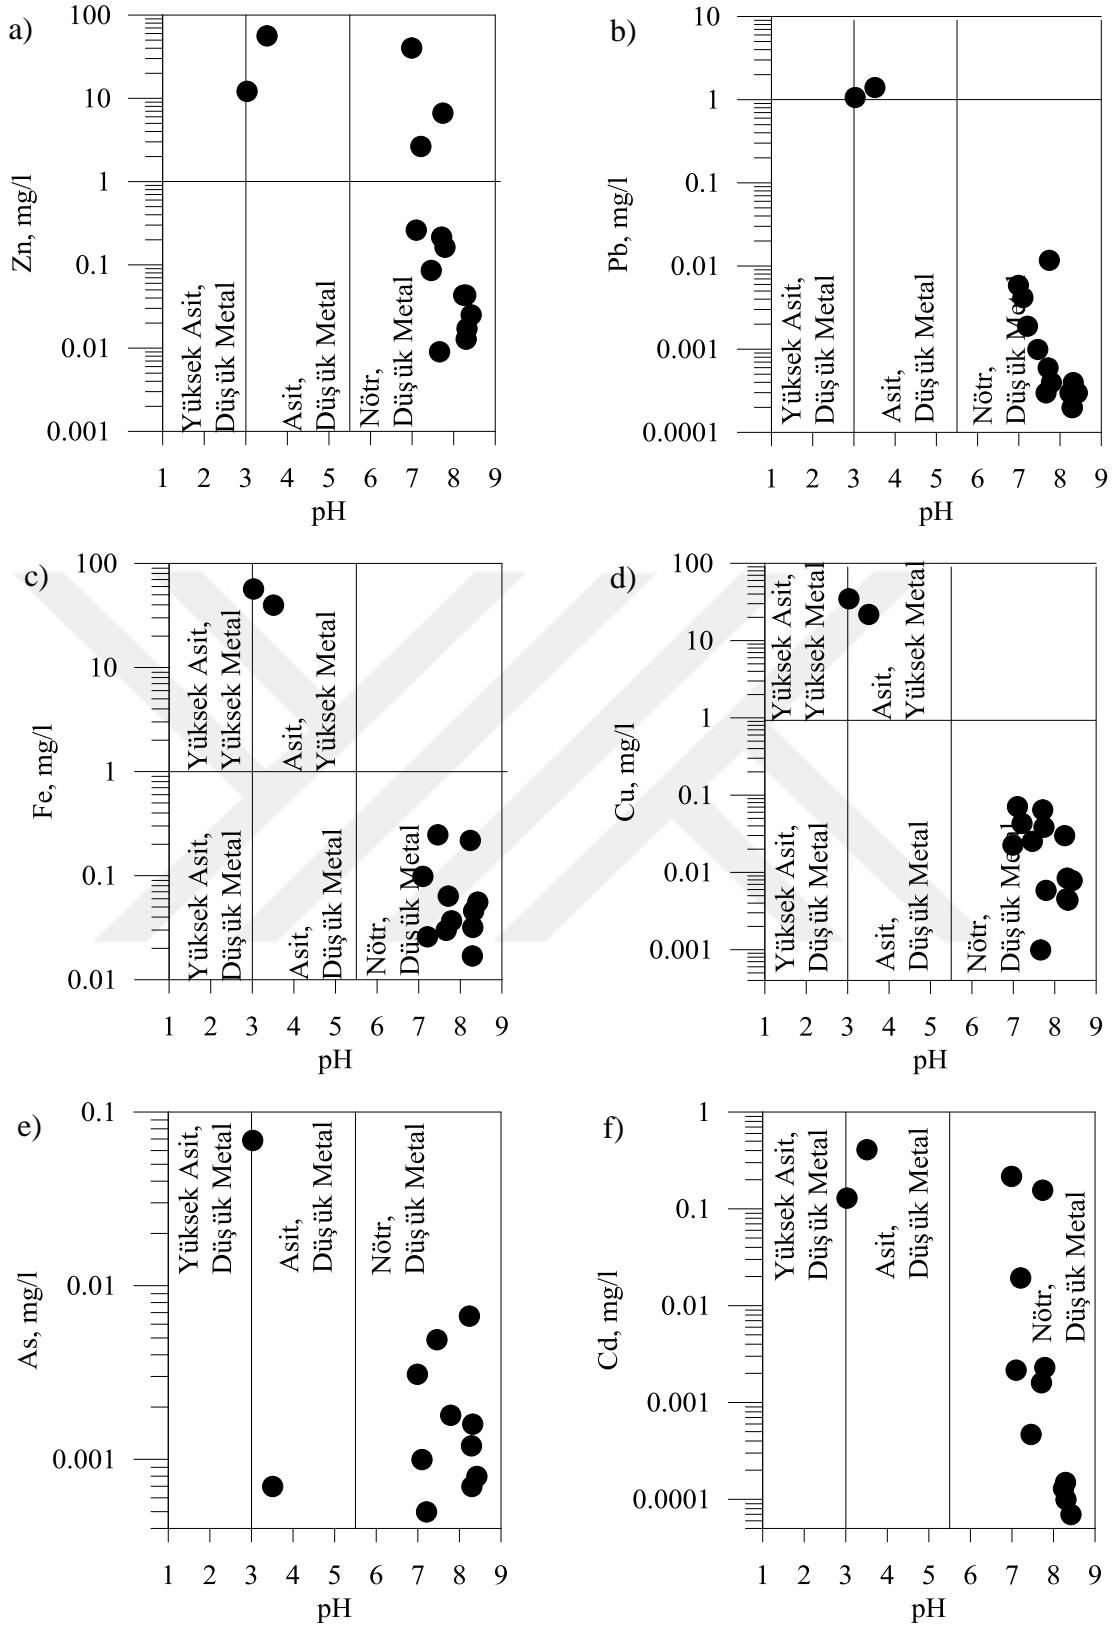 a)
100
10
1
0.1
0.01
0.001
Zn, mg/l
Yüksek Asit,
Düşük Metal
Asit,
Düşük Metal
Nötr,
Düşük Metal
1 2 3 4 5 6 7 8 9
pH
b)
10
1
0.1
0.01
0.001
0.0001
Pb, mg/l
Yüksek Asit,
Düşük Metal
Asit,
Düşük Metal
Nötr,
Düşük Metal
1 2 3 4 5 6 7 8 9
pH
c)
100
10
1
0.1
0.01
Fe, mg/l
Yüksek Asit,
Yüksek Metal
Asit,
Yüksek Metal
Yüksek Asit,
Düşük Metal
Asit,
Düşük Metal
Nötr,
Düşük Metal
1 2 3 4 5 6 7 8 9
pH
d)
100
10
1
0.1
0.01
0.001
Cu, mg/l
Yüksek Asit,
Yüksek Metal
Asit,
Yüksek Metal
Yüksek Asit,
Düşük Metal
Asit,
Düşük Metal
Nötr,
Düşük Metal
1 2 3 4 5 6 7 8 9
pH
e)
0.1
0.01
0.001
As, mg/l
Yüksek Asit,
Düşük Metal
Asit,
Düşük Metal
Nötr,
Düşük Metal
1 2 3 4 5 6 7 8 9
pH
f)
1
0.1
0.01
0.001
0.0001
Cd, mg/l
Yüksek Asit,
Düşük Metal
Asit,
Düşük Metal
Nötr,
Düşük Metal
1 2 3 4 5 6 7 8 9
pH